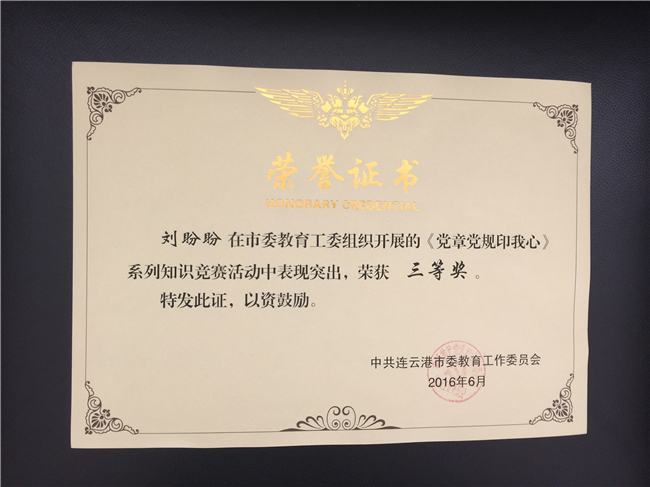 荣誉证书
HONORARY CREDENTIAL
刘盼盼在市委教育工委组织开展的《党章党规印我心》
系列知识竞赛活动中表现突出，荣获 三等奖。
特发此证，以资鼓励。
中共连云港市委教育工作委员会
2016年6月